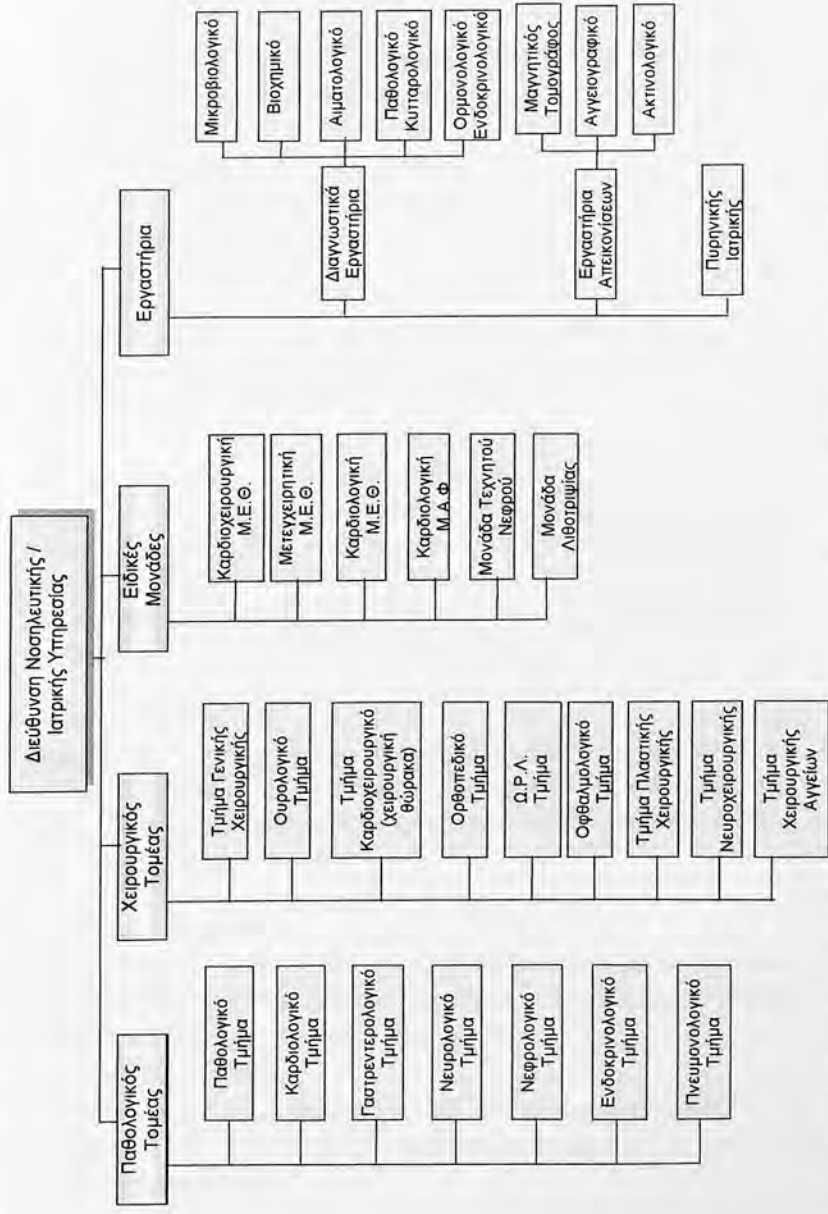 Διεύθυνση Νοσηλευτικής /
Ιατρικής Υπηρεσίας
Παθολογικός
Τομέας
Παθολογικό
Τμήμα
Καρδιολογικό
Τμήμα
Γαστρεντερολογικό
Τμήμα
Νευρολογικό
Τμήμα
Νεφρολογικό
Τμήμα
Ενδοκρινολογικό
Τμήμα
Πνευμονολογικό
Τμήμα
Χειρουργικός
Τομέας
Τμήμα Γενικής
Χειρουργικής
Ουρολογικό
Τμήμα
Τμήμα
Καρδιοχειρουργικό
(χειρουργική
θώρακα)
Ορθοπεδικό
Τμήμα
Ω.Ρ.Λ.
Τμήμα
Οφθαλμολογικό
Τμήμα
Τμήμα Πλαστικής
Χειρουργικής
Τμήμα
Νευροχειρουργικής
Τμήμα
Χειρουργικής
Αγγείων
Ειδικές
Μονάδες
Καρδιοχειρουργική
Μ.Ε.Θ.
Μετεγχειρητική
Μ.Ε.Θ.
Καρδιολογική
Μ.Ε.Θ.
Καρδιολογική
Μ.Α.Φ
Μονάδα Τεχνητού
Νεφρού
Μονάδα
Λιθοτριψίας
Εργαστήρια
Διαγνωστικά
Εργαστήρια
Μικροβιολογικό
Βιοχημικό
Αιματολογικό
Παθολογικό
Κυτταρολογικό
Ορμονολογικό
Ενδοκρινολογικό
Εργαστήρια
Απεικονίσεων
Μαγνητικός
Τομογράφος
Αγγειογραφικό
Ακτινολογικό
Πυρηνικής
Ιατρικής